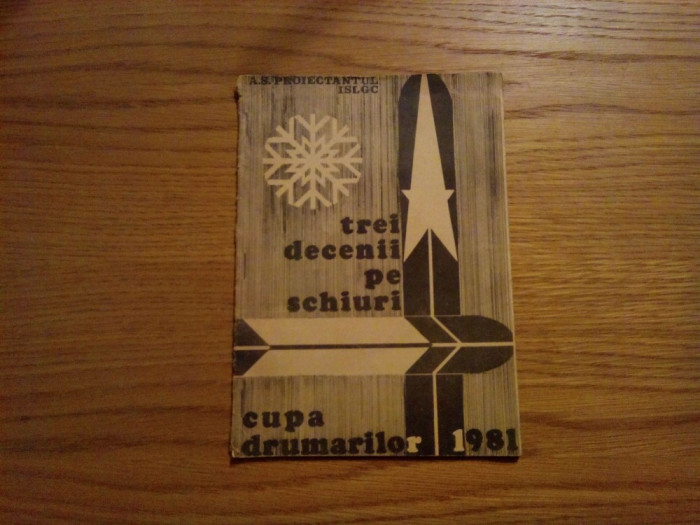 A.S. PROIECTANTUL
ISLGC
trei
decenii
pe
schiuri
cupa
drumarilor 1981